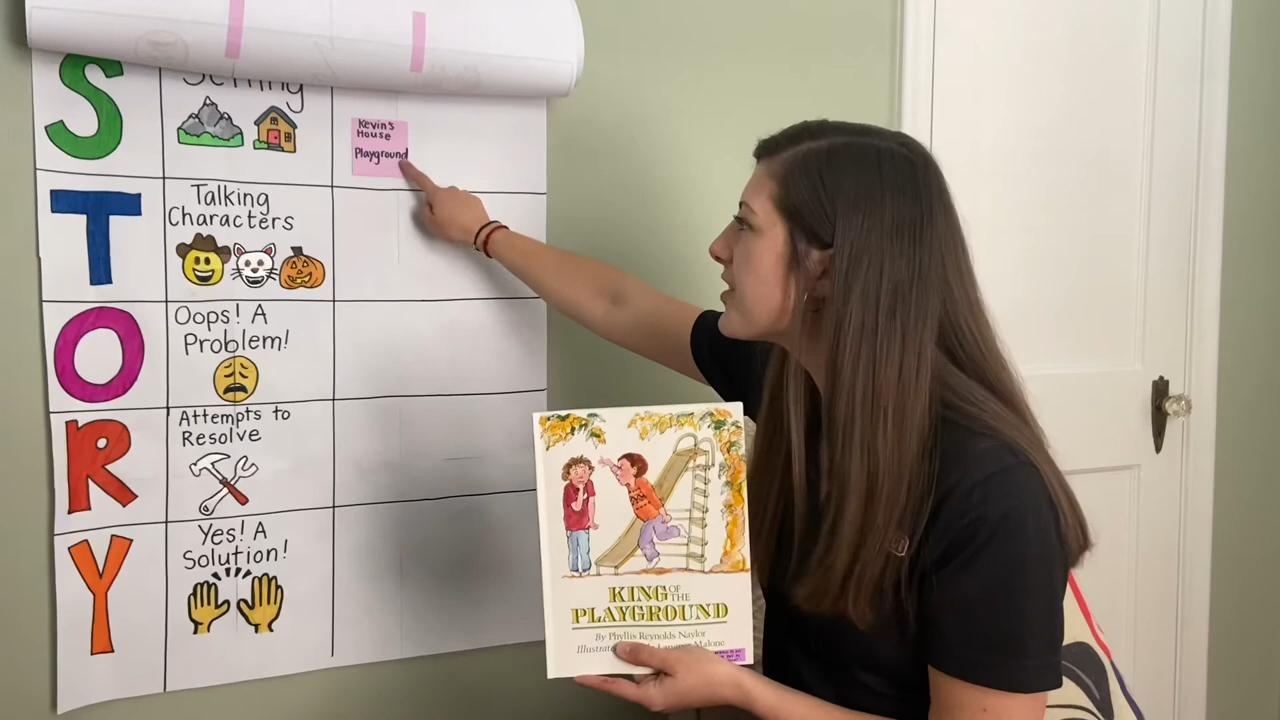 S
Setting
Kevin's
House
Playground
T
Talking
Characters
O
Oops! A
Problem!
R
Attempts to
Resolve
Y
Yes! A
Solution!
KING OF THE
PLAYGROUND
By Phyllis Reynolds Naylor
Malone